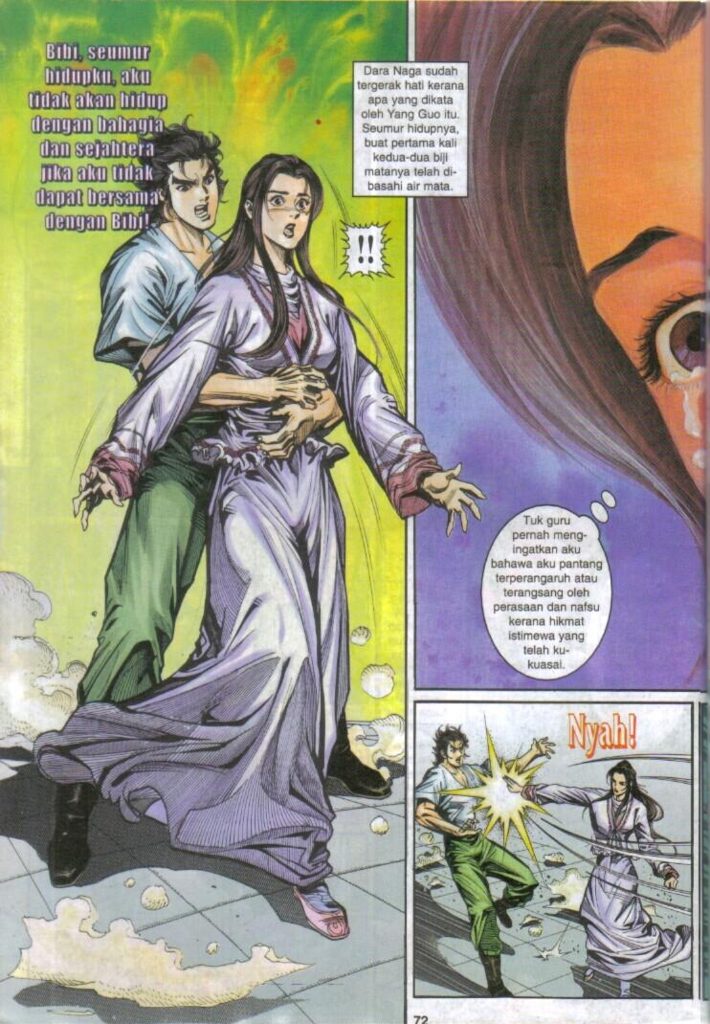 Bibi, seumur
hidupku, aku
tidak akan hidup
dengan bahagia
dan sejahtera
jika aku tidak
dapat bersama
dengan Bibi!
!!
Dara Naga sudah
tergerak hati kerana
apa yang dikata
oleh Yang Guo itu.
Seumur hidupnya,
buat pertama kali
kedua-dua biji
matanya telah di-
basahi air mata.
Tuk guru
pernah meng-
ingatkan aku
bahawa aku pantang
terperangaruh atau
terangsang oleh
perasaan dan nafsu
kerana hikmat
istimewa yang
telah ku-
kuasai.
Nyah!
72